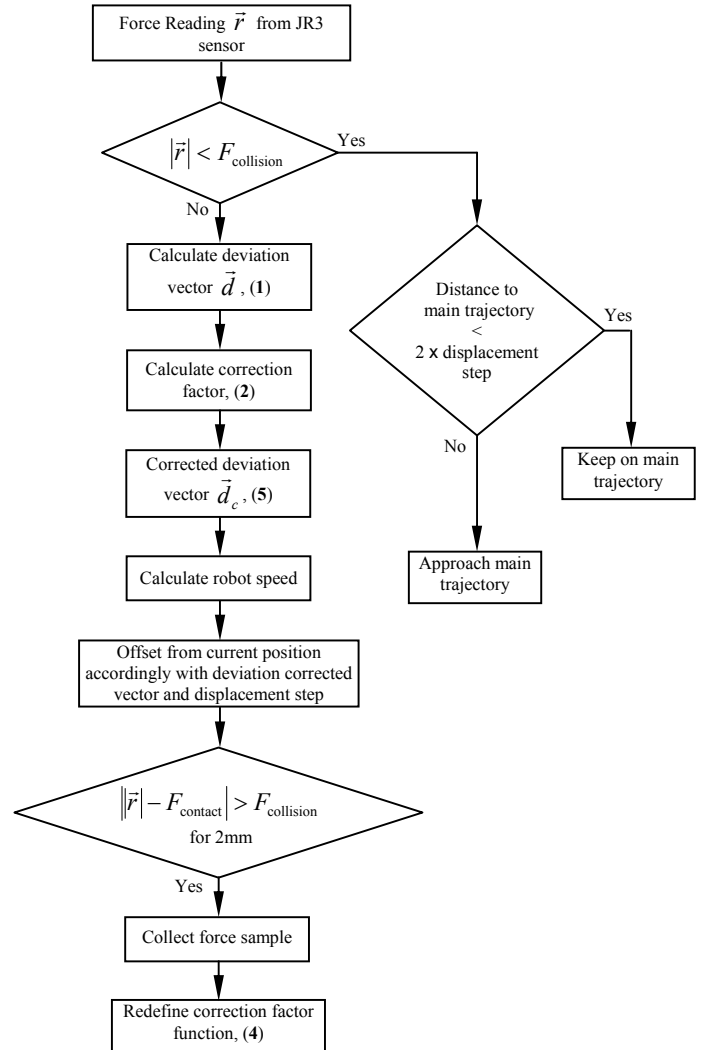 Force Reading r⃗ from JR3
sensor
|r⃗| < F_collision
Yes
No
Calculate deviation
vector d⃗ , (1)
Distance to
main trajectory
<
2 x displacement
step
Yes
No
Calculate correction
factor, (2)
Keep on main
trajectory
Corrected deviation
vector d⃗_c , (5)
Approach main
trajectory
Calculate robot speed
Offset from current position
accordingly with deviation corrected
vector and displacement step
||r⃗| − F_contact| > F_collision
for 2mm
Yes
Collect force sample
Redefine correction factor
function, (4)